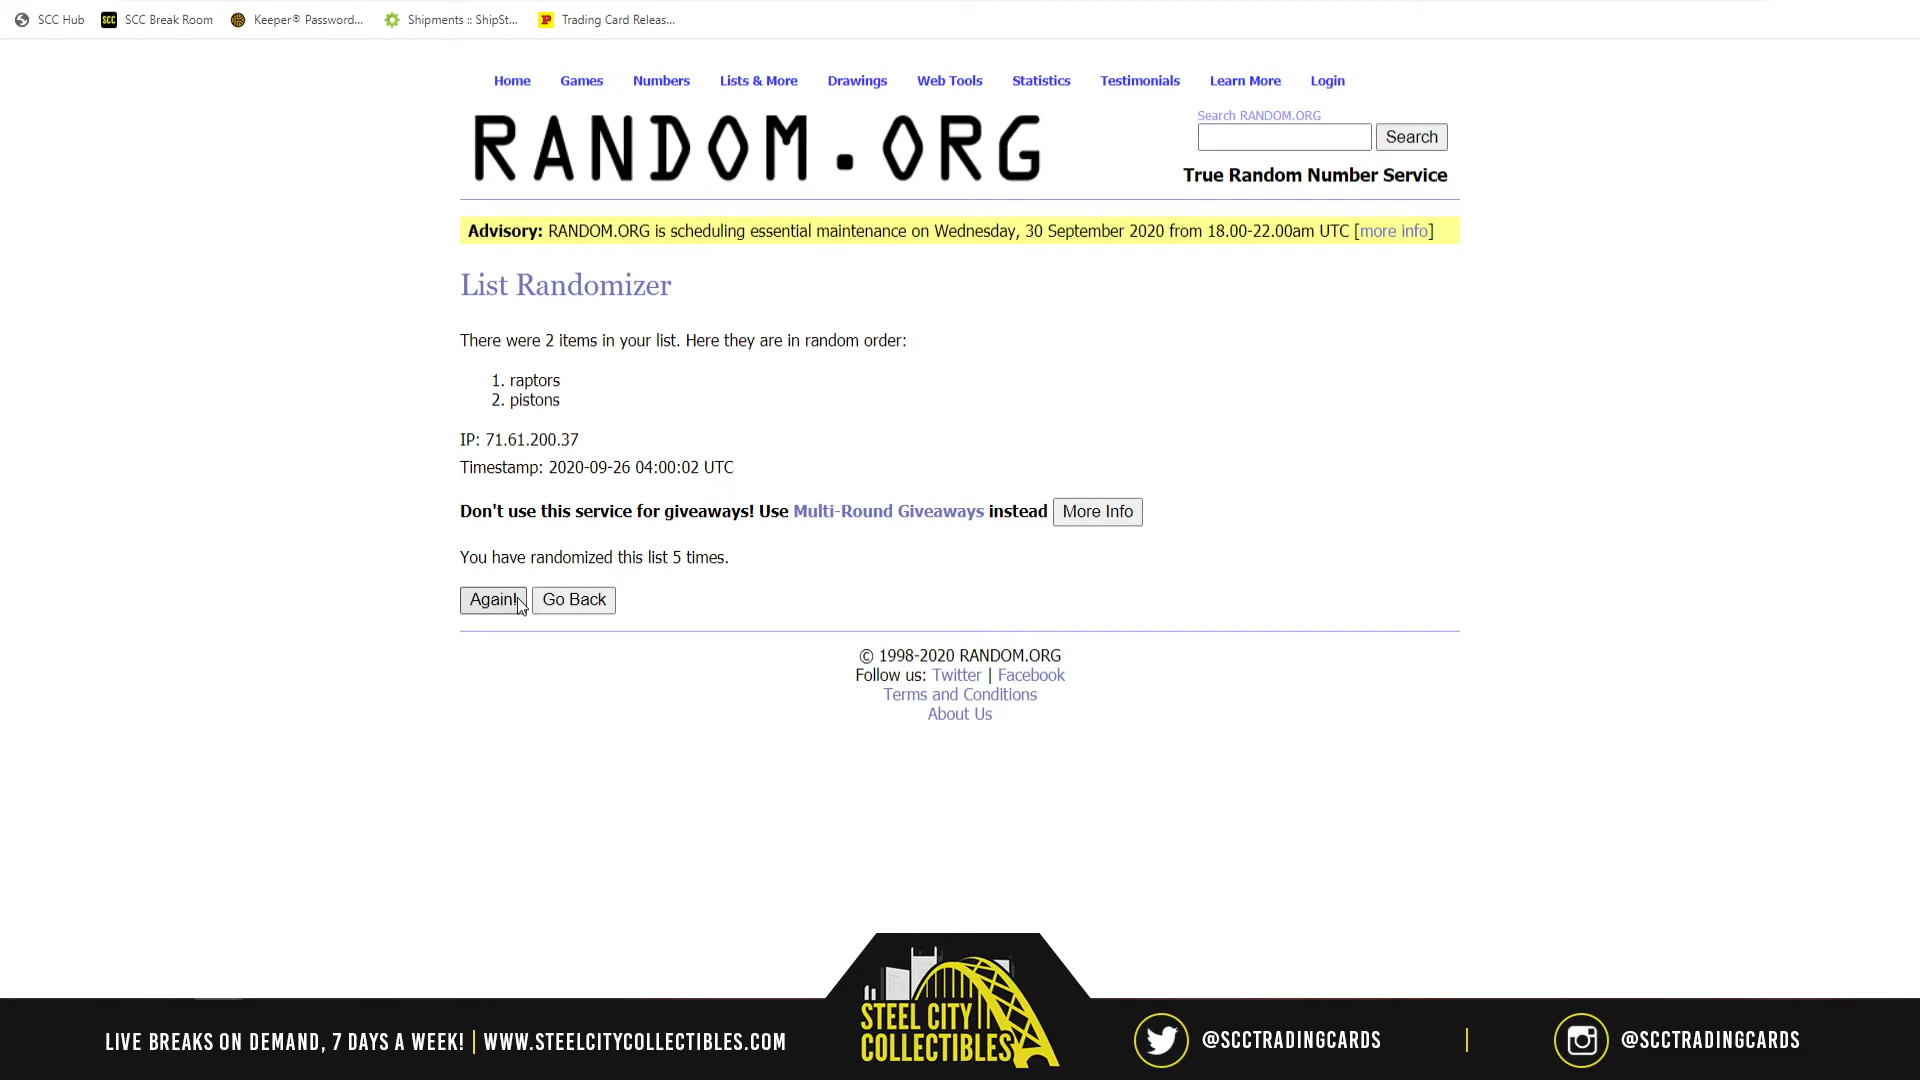 SCC Hub SCC Break Room Keeper® Password... Shipments :: ShipSt... Trading Card Releas...
Home Games Numbers Lists & More Drawings Web Tools Statistics Testimonials Learn More Login
RANDOM.ORG
Search RANDOM.ORG
Search
True Random Number Service
Advisory: RANDOM.ORG is scheduling essential maintenance on Wednesday, 30 September 2020 from 18.00-22.00am UTC [more info]
List Randomizer
There were 2 items in your list. Here they are in random order:
1. raptors
2. pistons
IP: 71.61.200.37
Timestamp: 2020-09-26 04:00:02 UTC
Don't use this service for giveaways! Use Multi-Round Giveaways instead More Info
You have randomized this list 5 times.
Again! Go Back
© 1998-2020 RANDOM.ORG
Follow us: Twitter | Facebook
Terms and Conditions
About Us
LIVE BREAKS ON DEMAND, 7 DAYS A WEEK! | WWW.STEELCITYCOLLECTIBLES.COM
STEEL CITY
COLLECTIBLES
@SCCTRADINGCARDS | @SCCTRADINGCARDS